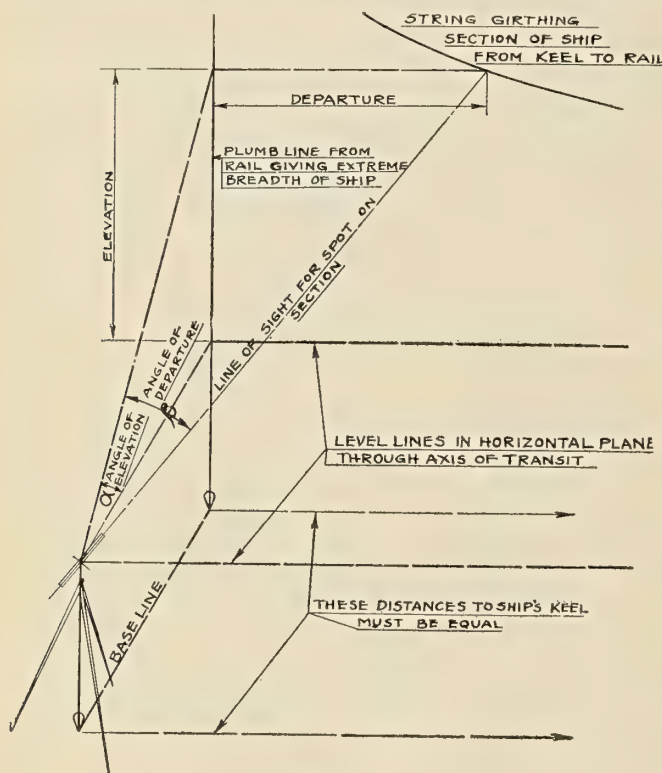 STRING GIRTHING
SECTION OF SHIP
FROM KEEL TO RAIL
DEPARTURE
PLUMB LINE FROM
RAIL GIVING EXTREME
BREADTH OF SHIP
ELEVATION
LINE OF SIGHT FOR SPOT ON
SECTION
ANGLE OF
DEPARTURE
θ
α
ANGLE OF
ELEVATION
LEVEL LINES IN HORIZONTAL PLANE
THROUGH AXIS OF TRANSIT
BASE LINE
THESE DISTANCES TO SHIP'S KEEL
MUST BE EQUAL